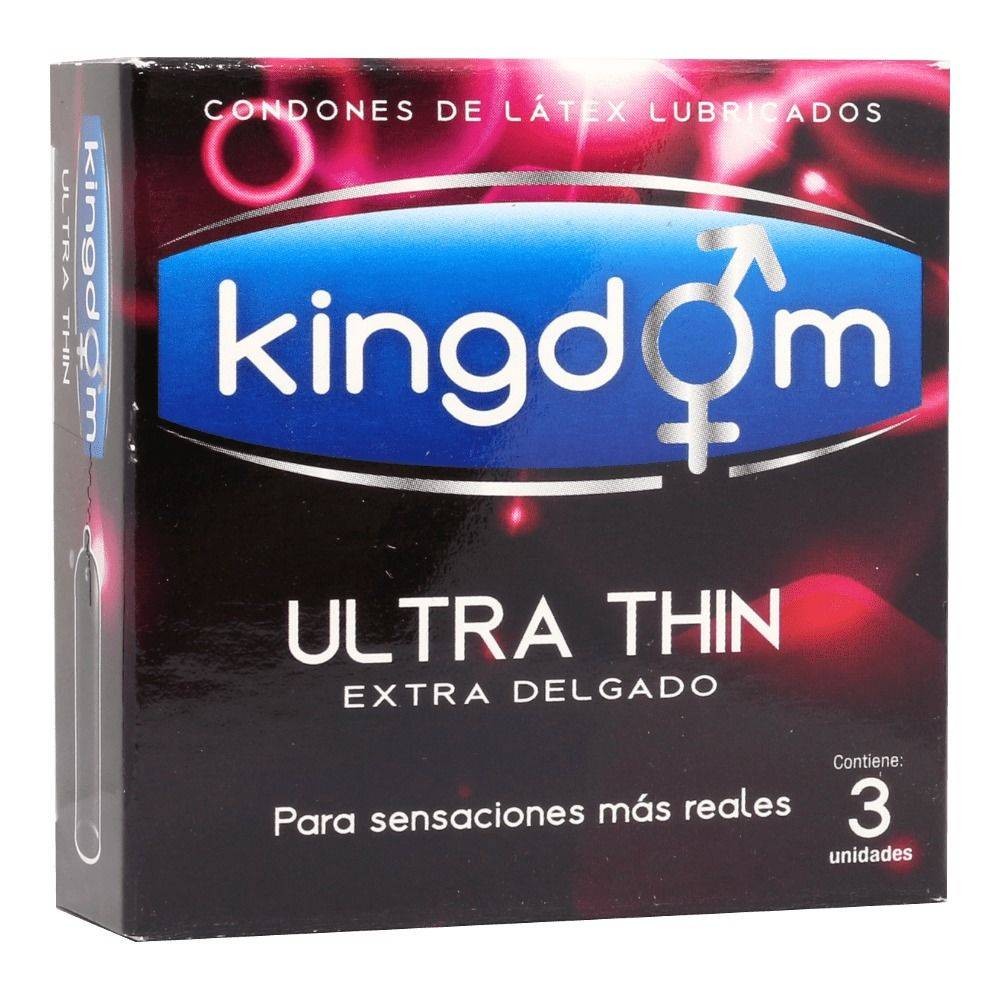 CONDONES DE LÁTEX LUBRICADOS
kingdom
ULTRA THIN
EXTRA DELGADO
Para sensaciones más reales
Contiene:
3
unidades
kingdom
ULTRA THIN